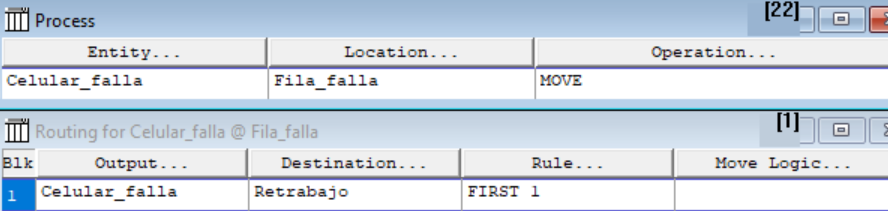 Process [22]
Entity... Location... Operation...
Celular_falla Fila_falla MOVE
Routing for Celular_falla @ Fila_falla [1]
Blk Output... Destination... Rule... Move Logic...
1 Celular_falla Retrabajo FIRST 1